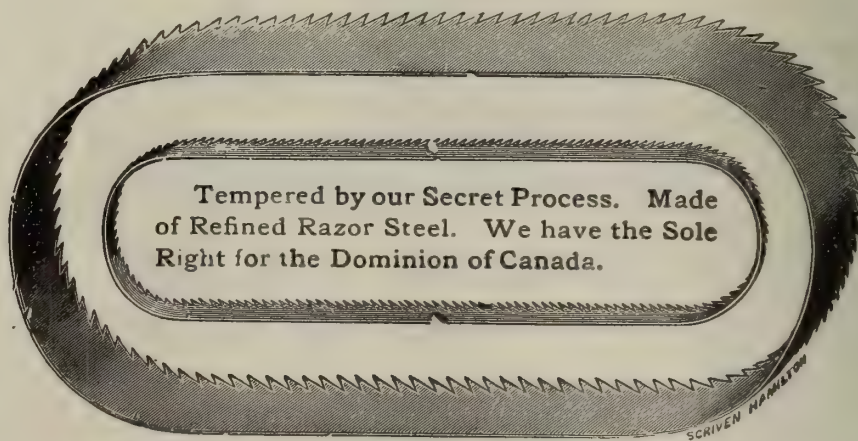 Tempered by our Secret Process. Made
of Refined Razor Steel. We have the Sole
Right for the Dominion of Canada.
SCRIVEN HAMILTON